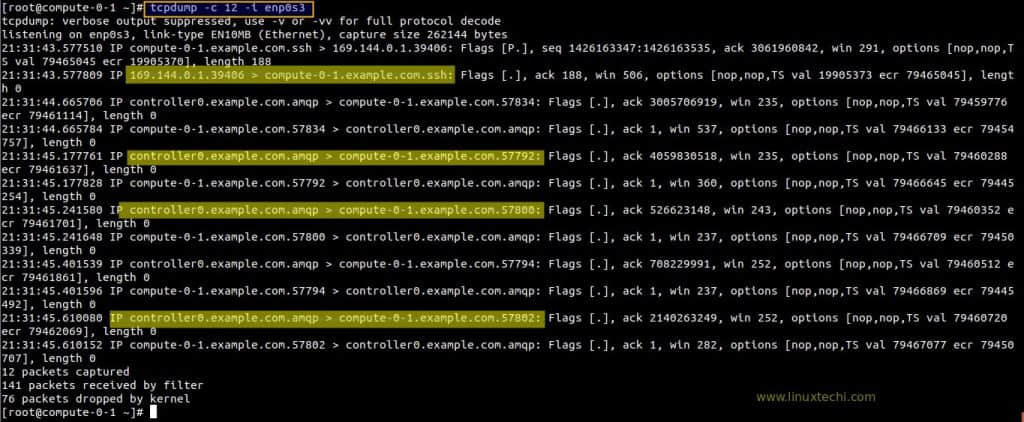 [root@compute-0-1 ~]# tcpdump -c 12 -i enp0s3
tcpdump: verbose output suppressed, use -v or -vv for full protocol decode
listening on enp0s3, link-type EN10MB (Ethernet), capture size 262144 bytes
21:31:43.577510 IP compute-0-1.example.com.ssh > 169.144.0.1.39406: Flags [P.], seq 1426163347:1426163535, ack 3061960842, win 291, options [nop,nop,T
S val 79465045 ecr 19905370], length 188
21:31:43.577809 IP 169.144.0.1.39406 > compute-0-1.example.com.ssh: Flags [.], ack 188, win 506, options [nop,nop,TS val 19905373 ecr 79465045], lengt
h 0
21:31:44.665706 IP controller0.example.com.amqp > compute-0-1.example.com.57834: Flags [.], ack 3005706919, win 235, options [nop,nop,TS val 79459776
ecr 79461114], length 0
21:31:44.665784 IP compute-0-1.example.com.57834 > controller0.example.com.amqp: Flags [.], ack 1, win 537, options [nop,nop,TS val 79466133 ecr 79454
757], length 0
21:31:45.177761 IP controller0.example.com.amqp > compute-0-1.example.com.57792: Flags [.], ack 4059830518, win 235, options [nop,nop,TS val 79460288
ecr 79461637], length 0
21:31:45.177828 IP compute-0-1.example.com.57792 > controller0.example.com.amqp: Flags [.], ack 1, win 360, options [nop,nop,TS val 79466645 ecr 79445
254], length 0
21:31:45.241580 IP controller0.example.com.amqp > compute-0-1.example.com.57800: Flags [.], ack 526623148, win 243, options [nop,nop,TS val 79460352 e
cr 79461701], length 0
21:31:45.241648 IP compute-0-1.example.com.57800 > controller0.example.com.amqp: Flags [.], ack 1, win 237, options [nop,nop,TS val 79466709 ecr 79450
339], length 0
21:31:45.401539 IP controller0.example.com.amqp > compute-0-1.example.com.57794: Flags [.], ack 708229991, win 252, options [nop,nop,TS val 79460512 e
cr 79461861], length 0
21:31:45.401596 IP compute-0-1.example.com.57794 > controller0.example.com.amqp: Flags [.], ack 1, win 237, options [nop,nop,TS val 79466869 ecr 79445
492], length 0
21:31:45.610080 IP controller0.example.com.amqp > compute-0-1.example.com.57802: Flags [.], ack 2140263249, win 252, options [nop,nop,TS val 79460720
ecr 79462069], length 0
21:31:45.610152 IP compute-0-1.example.com.57802 > controller0.example.com.amqp: Flags [.], ack 1, win 282, options [nop,nop,TS val 79467077 ecr 79450
707], length 0
12 packets captured
141 packets received by filter
76 packets dropped by kernel
www.linuxtechi.com
[root@compute-0-1 ~]#